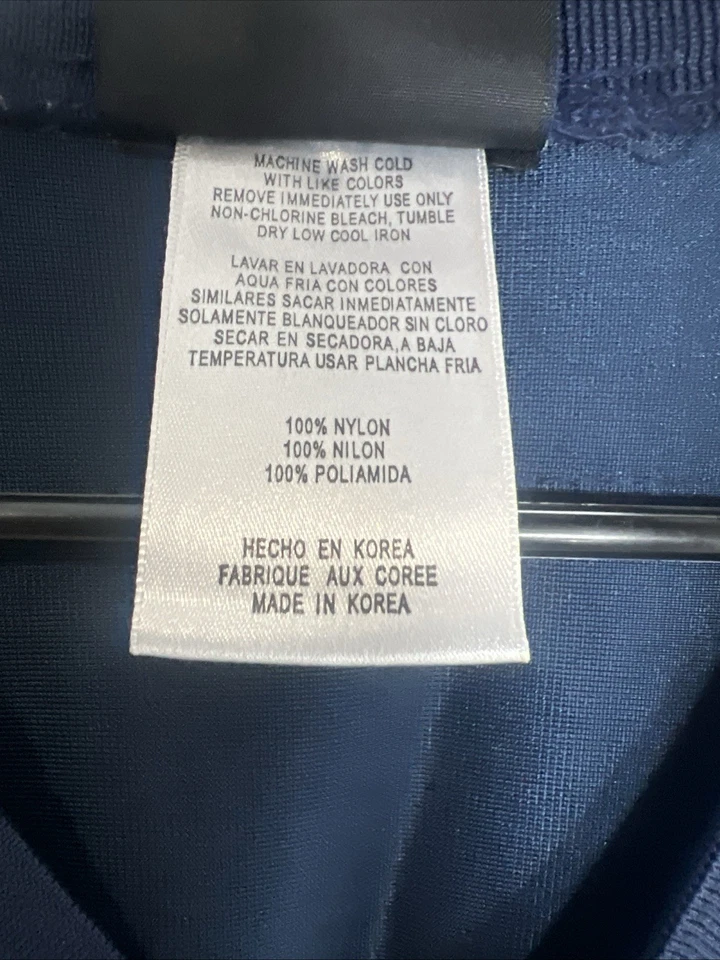 MACHINE WASH COLD
WITH LIKE COLORS
REMOVE IMMEDIATELY USE ONLY
NON-CHLORINE BLEACH, TUMBLE
DRY LOW COOL IRON
LAVAR EN LAVADORA CON
AQUA FRIA CON COLORES
SIMILARES SACAR INMEDIATAMENTE
SOLAMENTE BLANQUEADOR SIN CLORO
SECAR EN SECADORA,A BAJA
TEMPERATURA USAR PLANCHA FRIA
100% NYLON
100% NILON
100% POLIAMIDA
HECHO EN KOREA
FABRIQUE AUX COREE
MADE IN KOREA